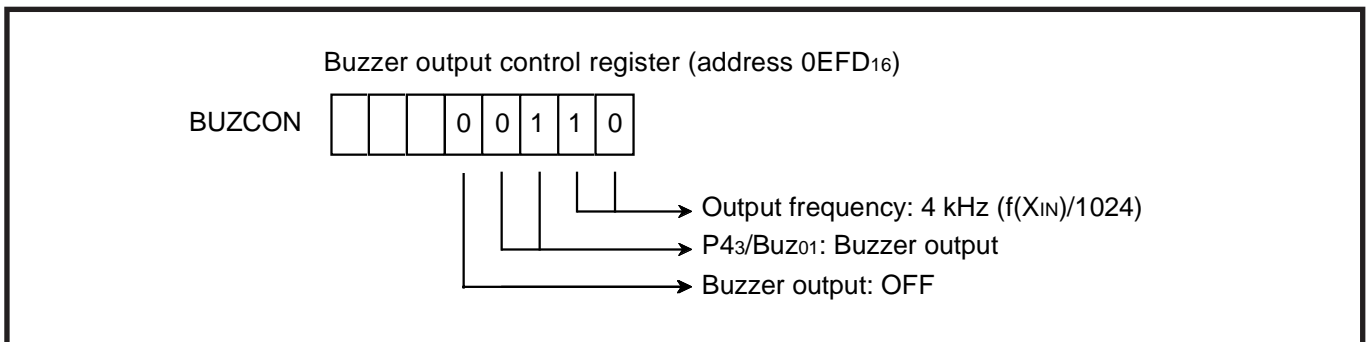 Buzzer output control register (address 0EFD16)
BUZCON 0 0 1 1 0
Output frequency: 4 kHz (f(XIN)/1024)
P43/Buz01: Buzzer output
Buzzer output: OFF